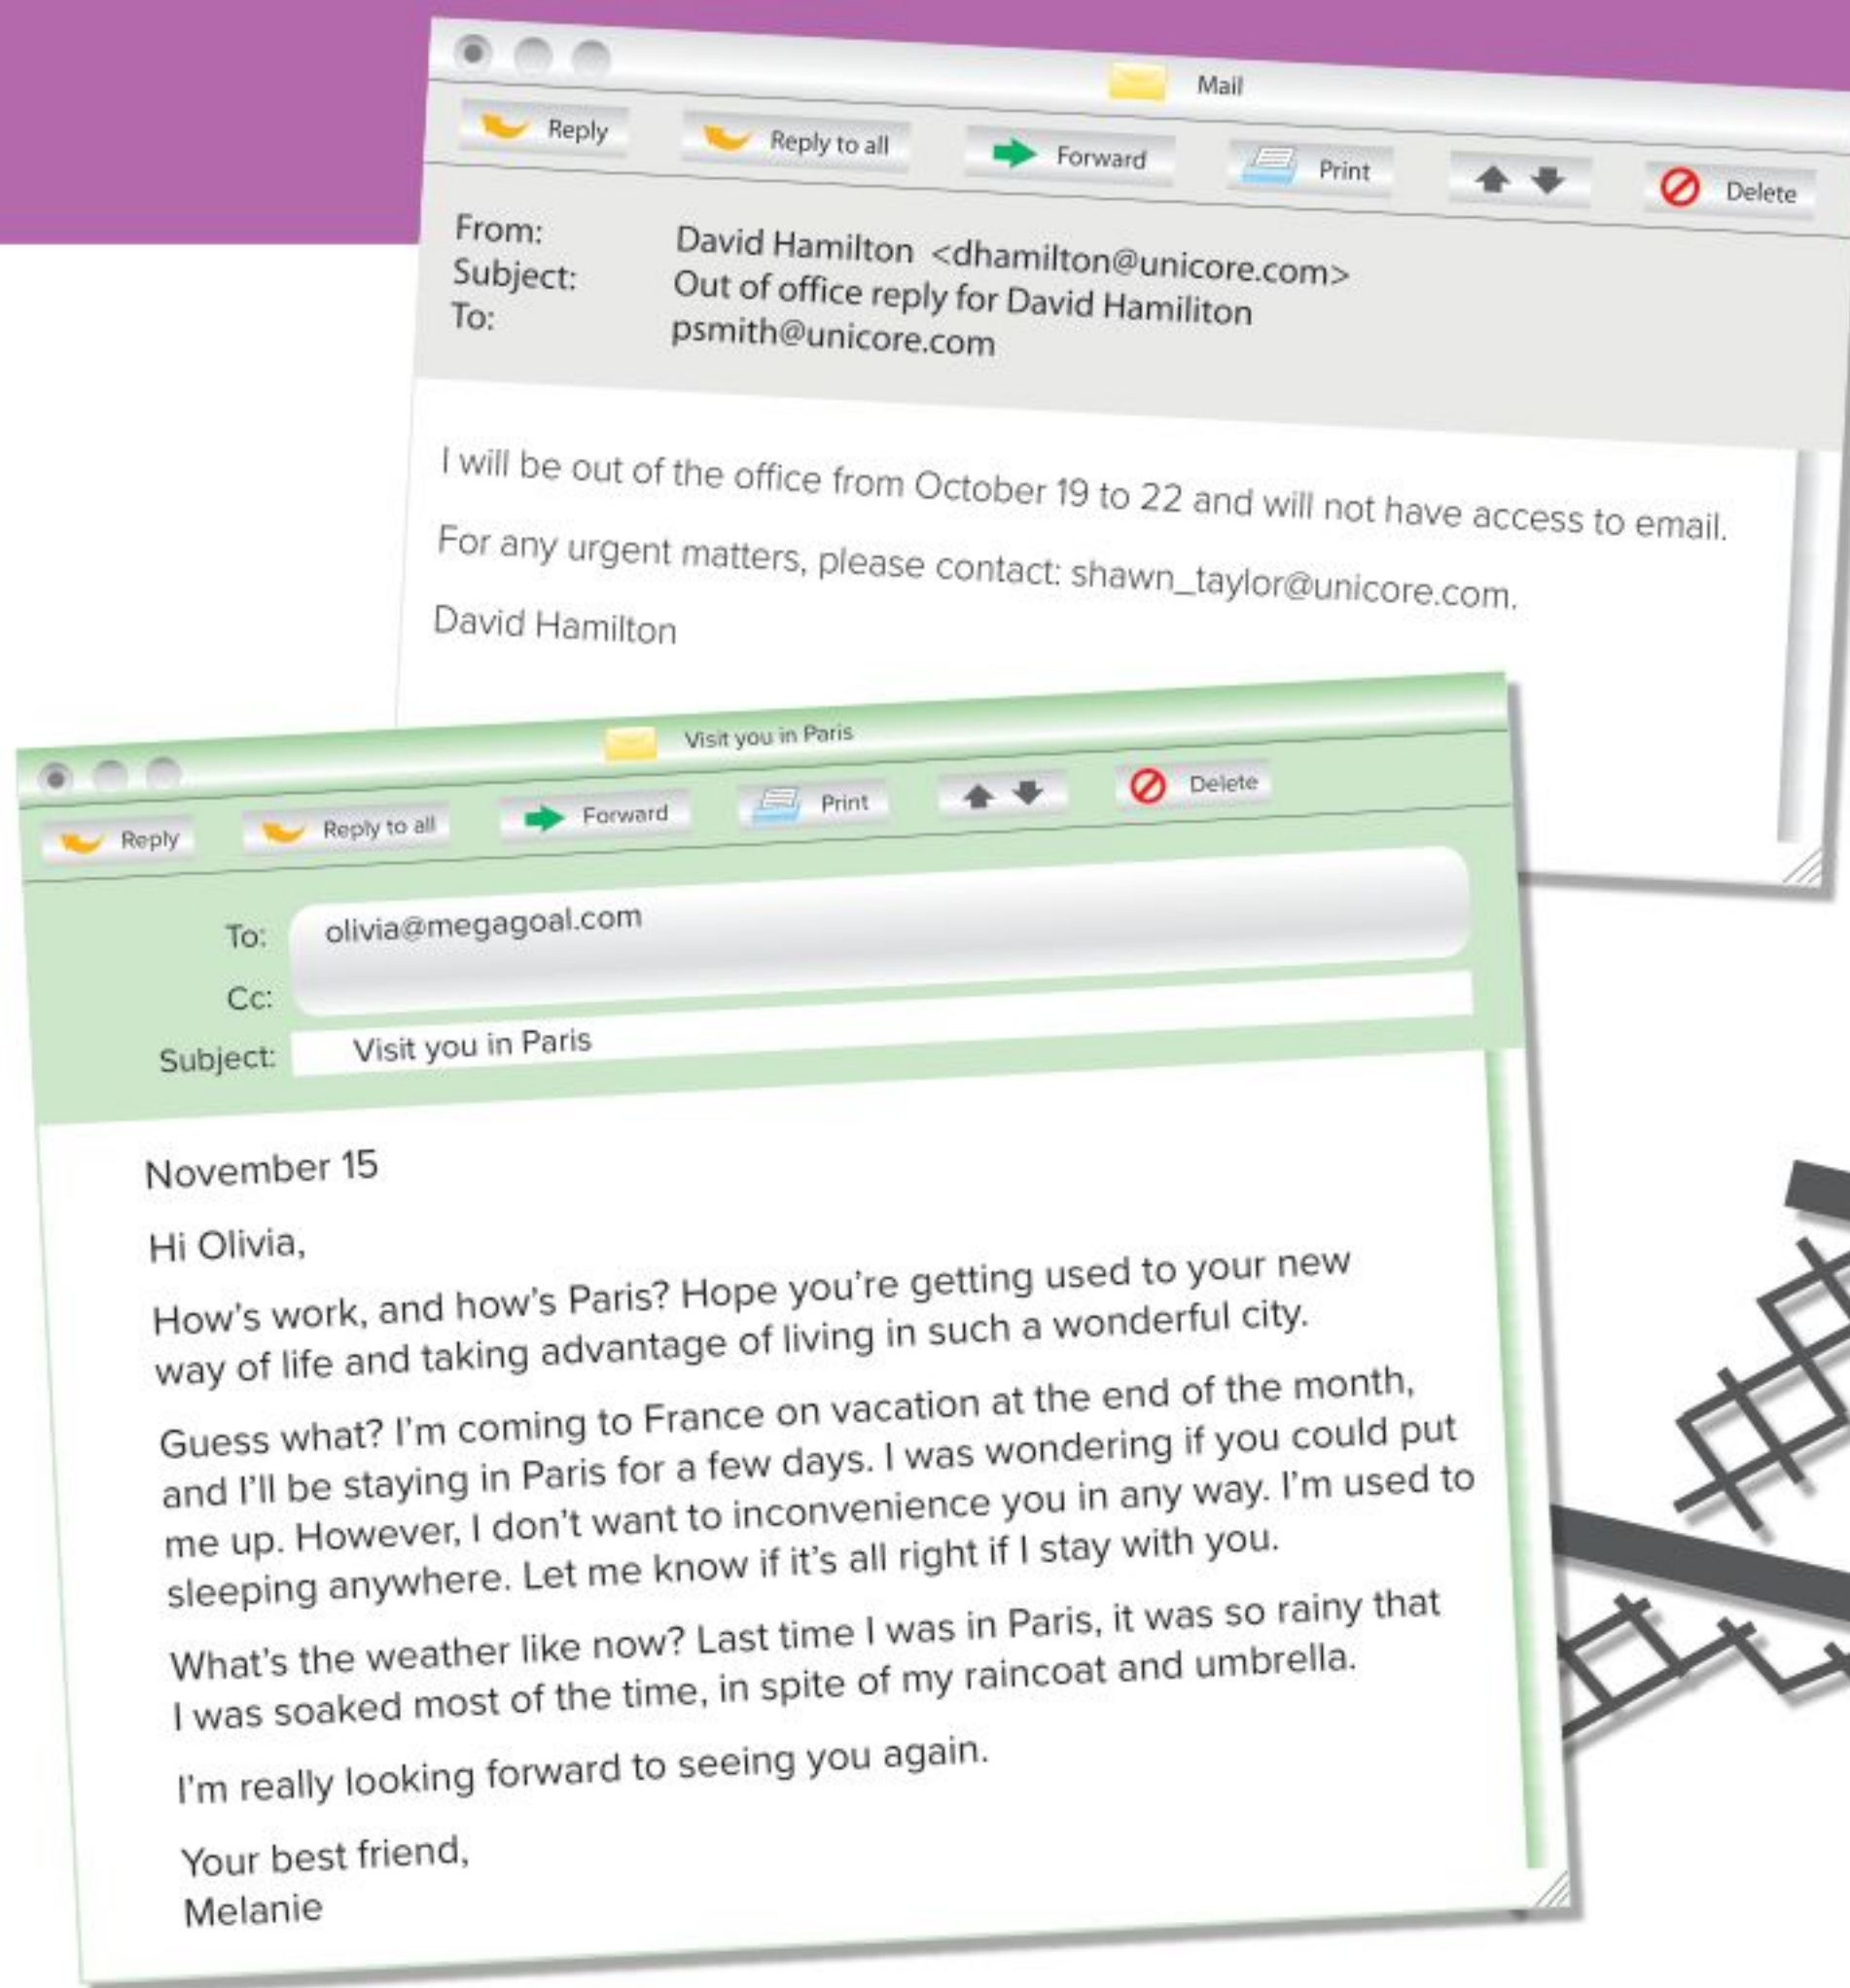 Mail
Reply Reply to all Forward Print Delete
From: David Hamilton <dhamilton@unicore.com>
Subject: Out of office reply for David Hamiliton
To: psmith@unicore.com
I will be out of the office from October 19 to 22 and will not have access to email.
For any urgent matters, please contact: shawn_taylor@unicore.com.
David Hamilton
Visit you in Paris
Reply Reply to all Forward Print Delete
To: olivia@megagoal.com
Cc:
Subject: Visit you in Paris
November 15
Hi Olivia,
How's work, and how's Paris? Hope you're getting used to your new
way of life and taking advantage of living in such a wonderful city.
Guess what? I'm coming to France on vacation at the end of the month,
and I'll be staying in Paris for a few days. I was wondering if you could put
me up. However, I don't want to inconvenience you in any way. I'm used to
sleeping anywhere. Let me know if it's all right if I stay with you.
What's the weather like now? Last time I was in Paris, it was so rainy that
I was soaked most of the time, in spite of my raincoat and umbrella.
I'm really looking forward to seeing you again.
Your best friend,
Melanie